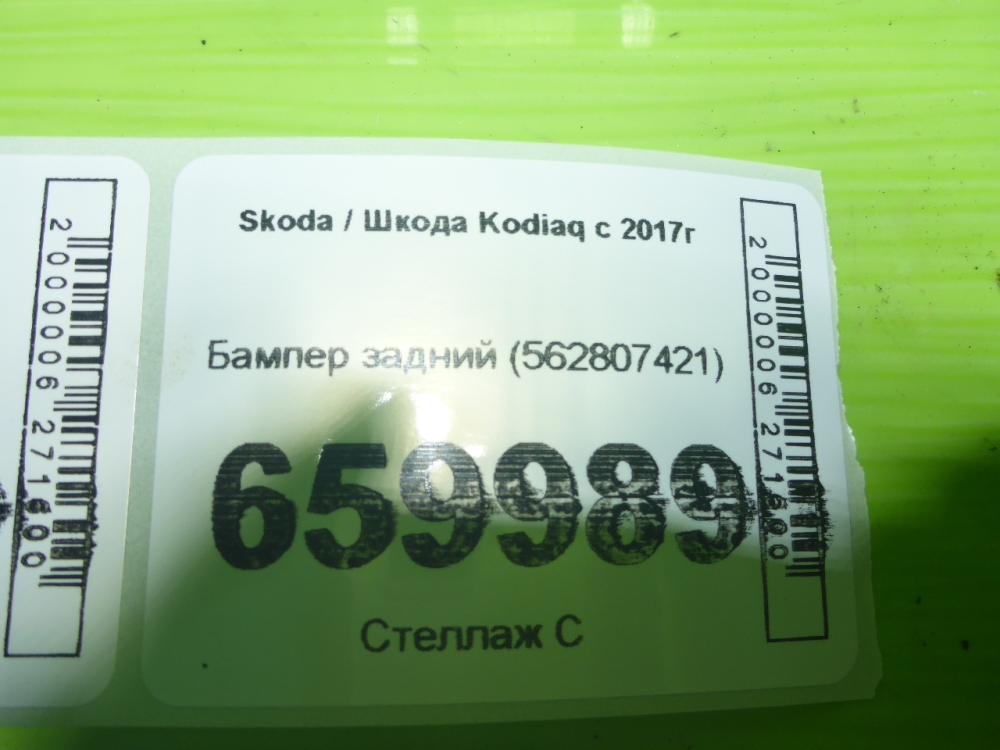 Skoda / Шкода Kodiaq с 2017г
Бампер задний (562807421)
659989
Стеллаж С
2000006271600
2000006271600